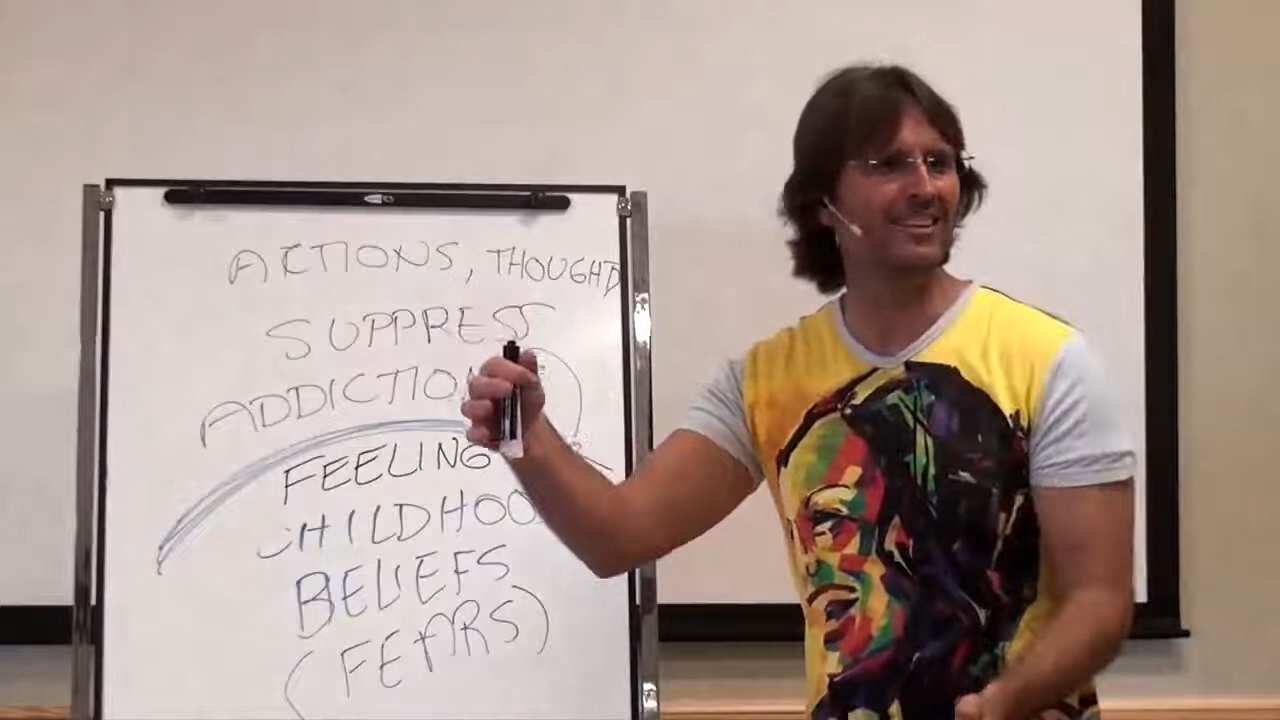 ACTIONS, THOUGHT
SUPPRESS
ADDICTION
FEELING
CHILDHOO
BELIEFS
(FEARS)